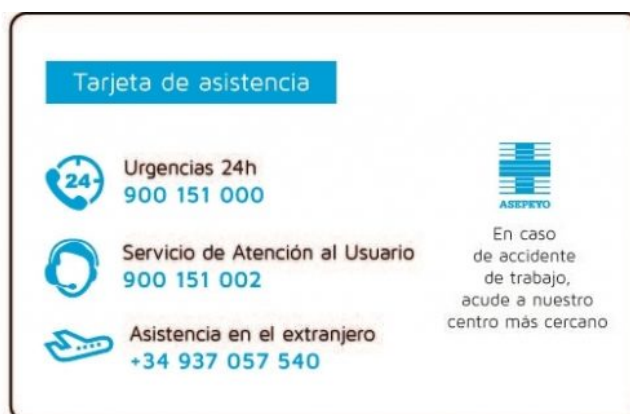 Tarjeta de asistencia
24
Urgencias 24h
900 151 000
Servicio de Atención al Usuario
900 151 002
Asistencia en el extranjero
+34 937 057 540
ASEPEYO
En caso
de accidente
de trabajo,
acude a nuestro
centro más cercano